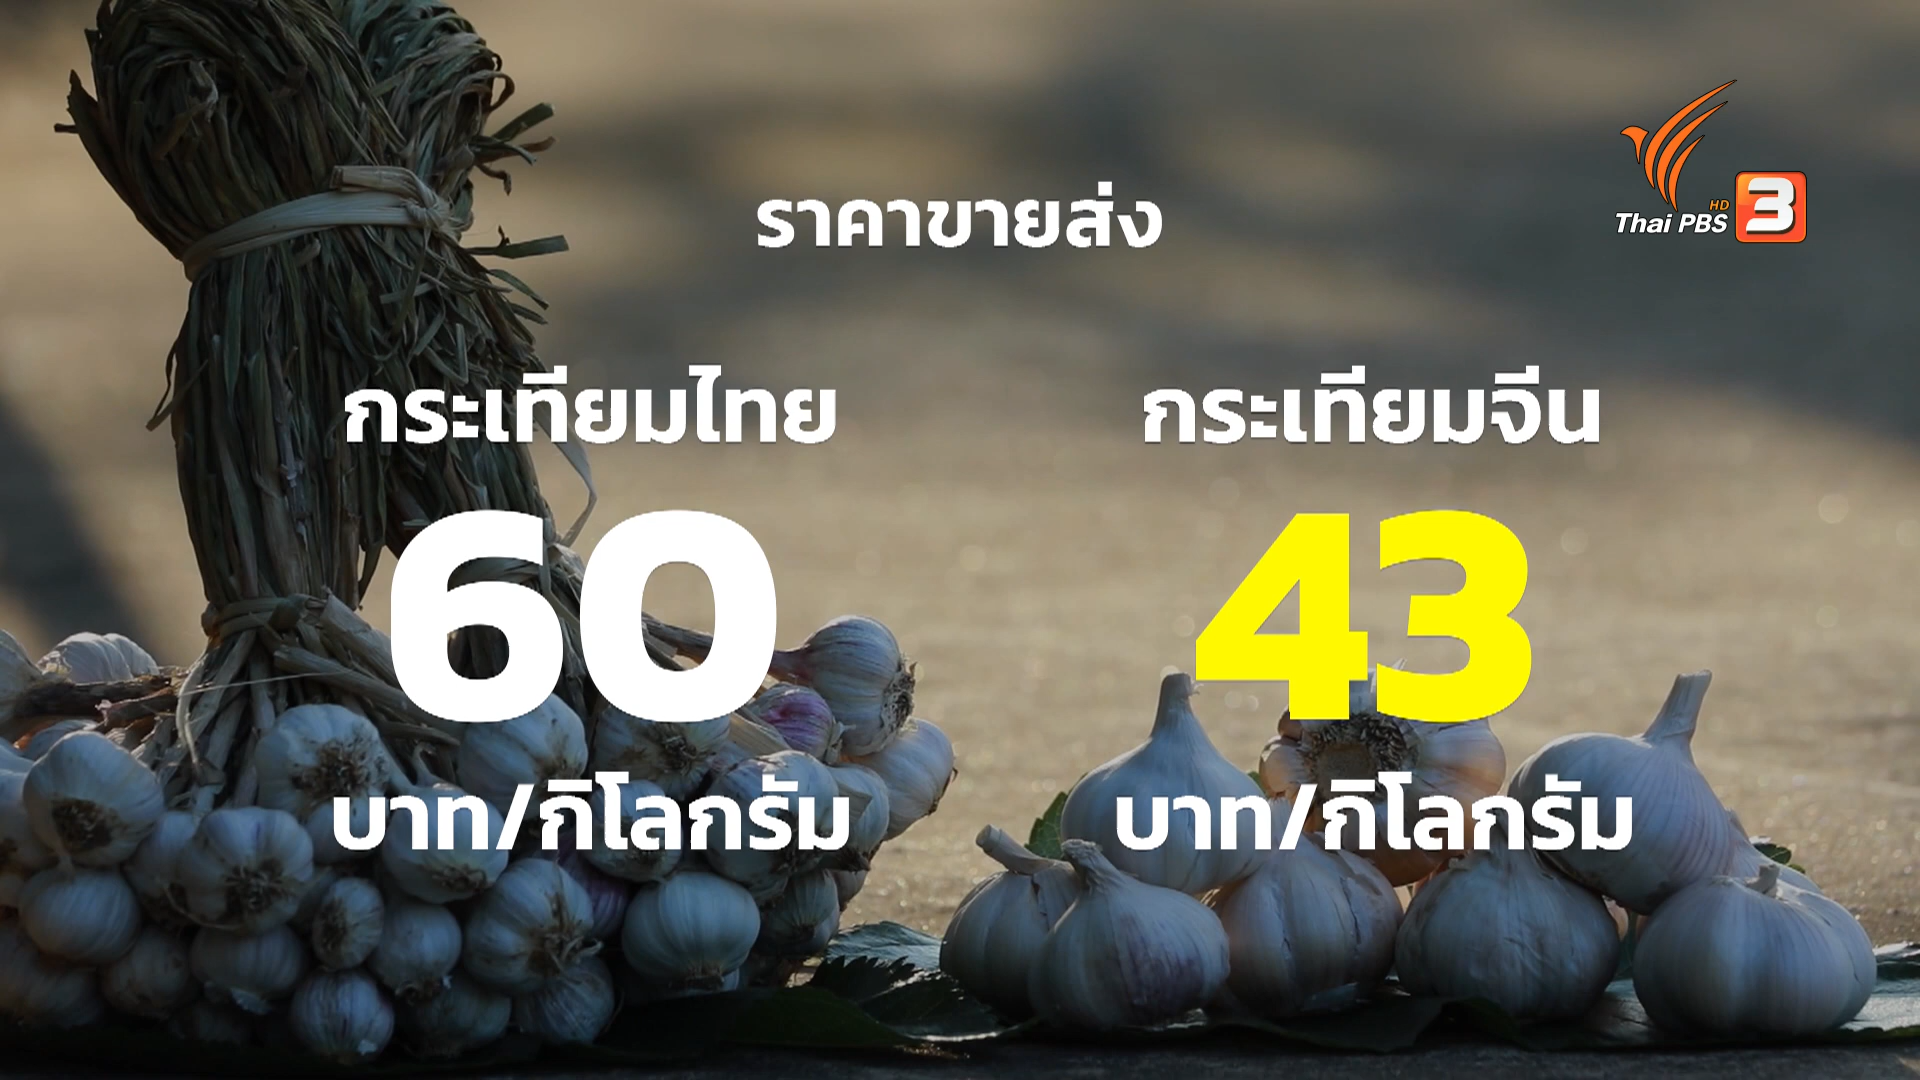 ราคาขายส่ง
HD
Thai PBS 3
กระเทียมไทย
60
บาท/กิโลกรัม
กระเทียมจีน
43
บาท/กิโลกรัม